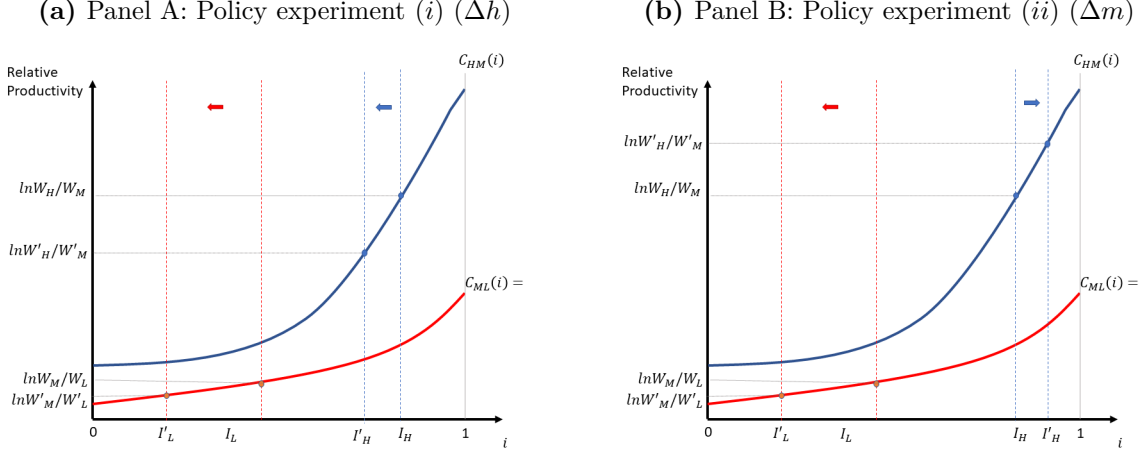 (a) Panel A: Policy experiment (i) (Δh)
Relative
Productivity
C_HM(i)
lnW_H/W_M
lnW'_H/W'_M
C_ML(i) =
lnW_M/W_L
lnW'_M/W'_L
0
I'_L
I_L
I'_H
I_H
1
i
(b) Panel B: Policy experiment (ii) (Δm)
Relative
Productivity
C_HM(i)
lnW'_H/W'_M
lnW_H/W_M
C_ML(i) =
lnW_M/W_L
lnW'_M/W'_L
0
I'_L
I_L
I_H
I'_H
1
i